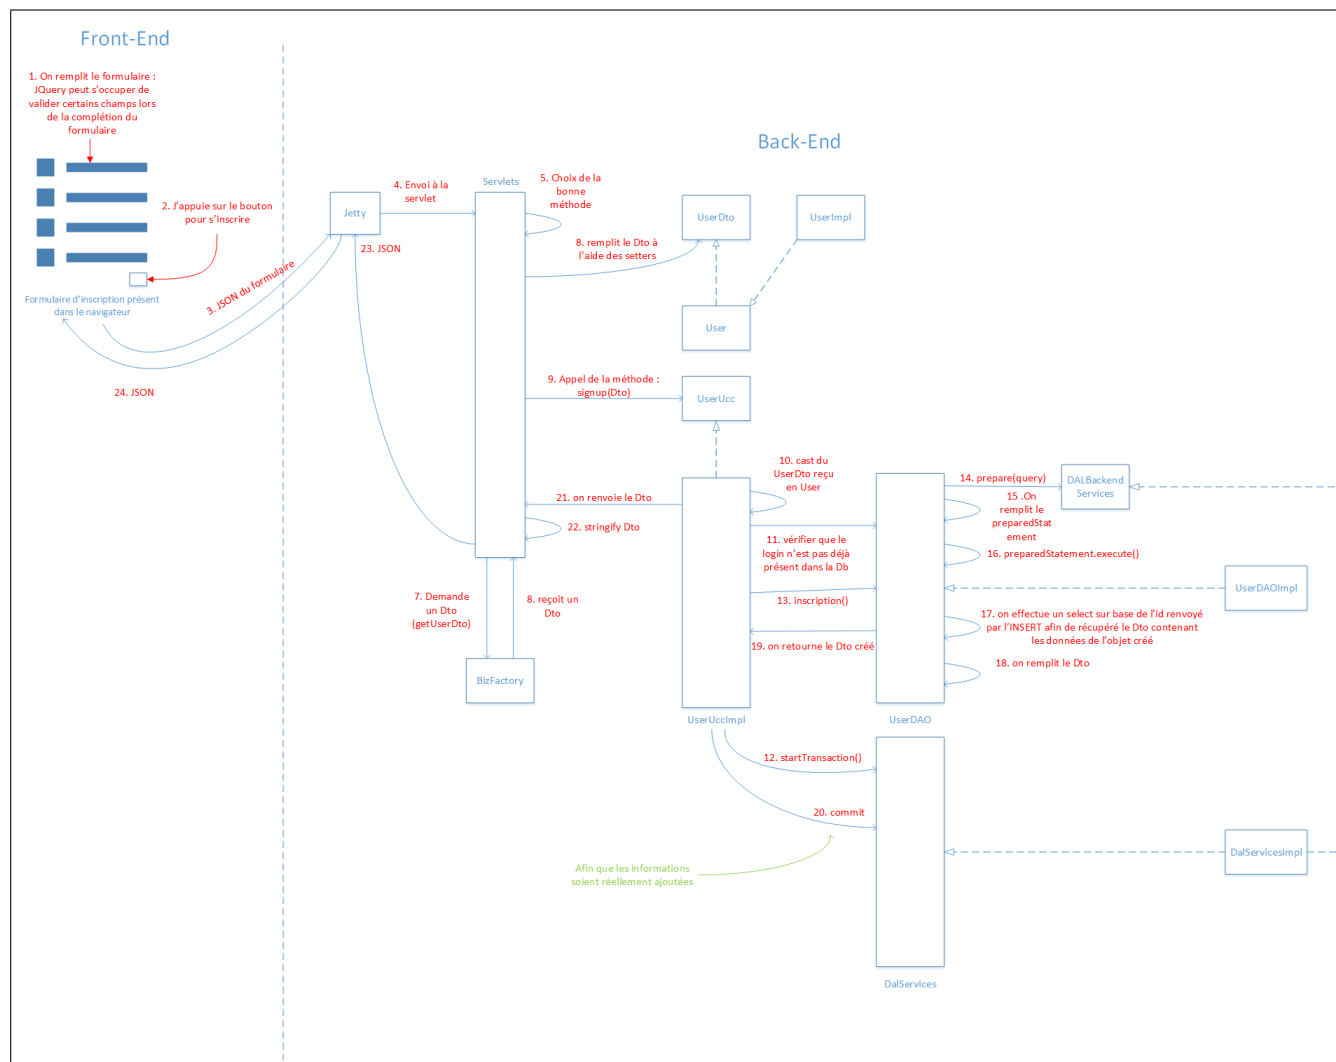 Front-End
1. On remplit le formulaire :
JQuery peut s'occuper de
valider certains champs lors
de la complétion du
formulaire
2. J'appuie sur le bouton
pour s'inscrire
Formulaire d'inscription présent
dans le navigateur
3. JSON du formulaire
24. JSON
Back-End
Jetty
4. Envoi à la
servlet
23. JSON
Servlets
5. Choix de la
bonne
méthode
8. remplit le Dto à
l'aide des setters
UserDto
UserImpl
User
9. Appel de la méthode :
signup(Dto)
UserUcc
10. cast du
UserDto reçu
en User
21. on renvoie le Dto
22. stringify Dto
11. vérifier que le
login n'est pas déjà
présent dans la Db
13. inscription()
19. on retourne le Dto créé
7. Demande
un Dto
(getUserDto)
8. reçoit un
Dto
BizFactory
UserUccImpl
14. prepare(query)
DALBackend
Services
15 .On
remplit le
preparedStat
ement
16. preparedStatement.execute()
UserDAOImpl
17. on effectue un select sur base de l'id renvoyé
par l'INSERT afin de récupéré le Dto contenant
les données de l'objet créé
18. on remplit le Dto
UserDAO
12. startTransaction()
20. commit
Afin que les informations
soient réellement ajoutées
DalServicesImpl
DalServices